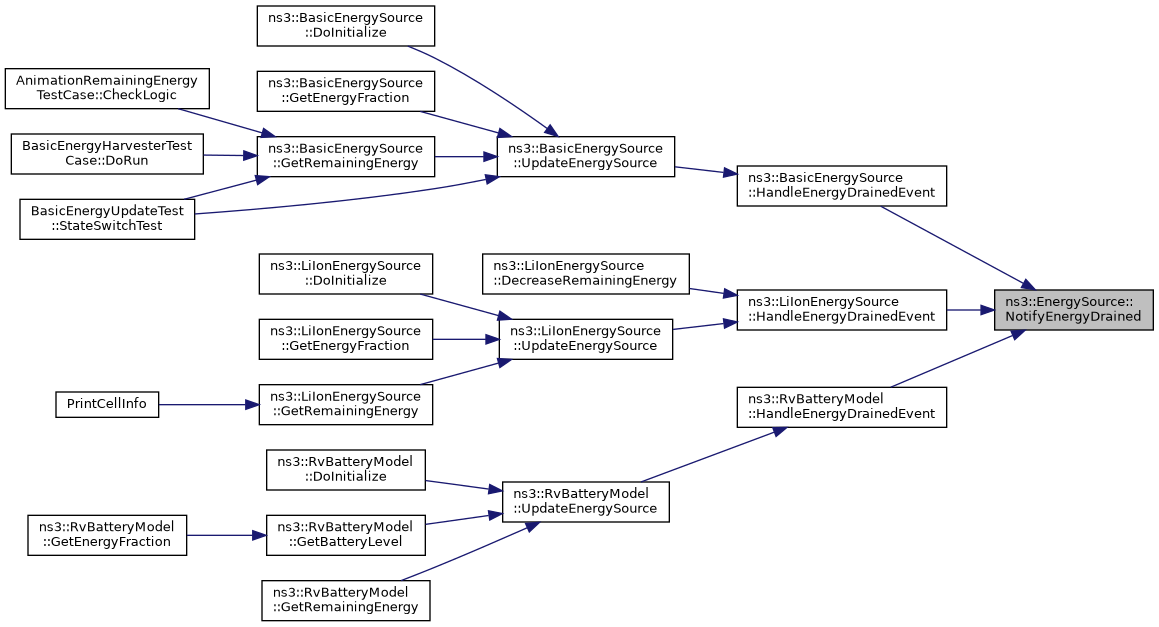 ns3::BasicEnergySource
::DoInitialize
AnimationRemainingEnergy
TestCase::CheckLogic
ns3::BasicEnergySource
::GetEnergyFraction
BasicEnergyHarvesterTest
Case::DoRun
ns3::BasicEnergySource
::GetRemainingEnergy
ns3::BasicEnergySource
::UpdateEnergySource
ns3::BasicEnergySource
::HandleEnergyDrainedEvent
BasicEnergyUpdateTest
::StateSwitchTest
ns3::LiIonEnergySource
::DoInitialize
ns3::LiIonEnergySource
::DecreaseRemainingEnergy
ns3::LiIonEnergySource
::HandleEnergyDrainedEvent
ns3::EnergySource::
NotifyEnergyDrained
ns3::LiIonEnergySource
::GetEnergyFraction
ns3::LiIonEnergySource
::UpdateEnergySource
PrintCellInfo
ns3::LiIonEnergySource
::GetRemainingEnergy
ns3::RvBatteryModel
::HandleEnergyDrainedEvent
ns3::RvBatteryModel
::DoInitialize
ns3::RvBatteryModel
::UpdateEnergySource
ns3::RvBatteryModel
::GetEnergyFraction
ns3::RvBatteryModel
::GetBatteryLevel
ns3::RvBatteryModel
::GetRemainingEnergy